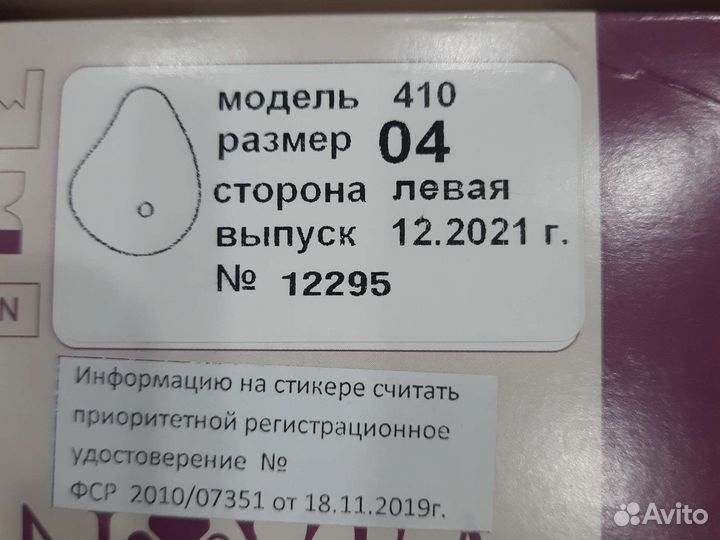 модель 410
размер 04
сторона левая
выпуск 12.2021 г.
№ 12295
N
Информацию на стикере считать
приоритетной регистрационное
удостоверение №
ФСР 2010/07351 от 18.11.2019г.
Avito